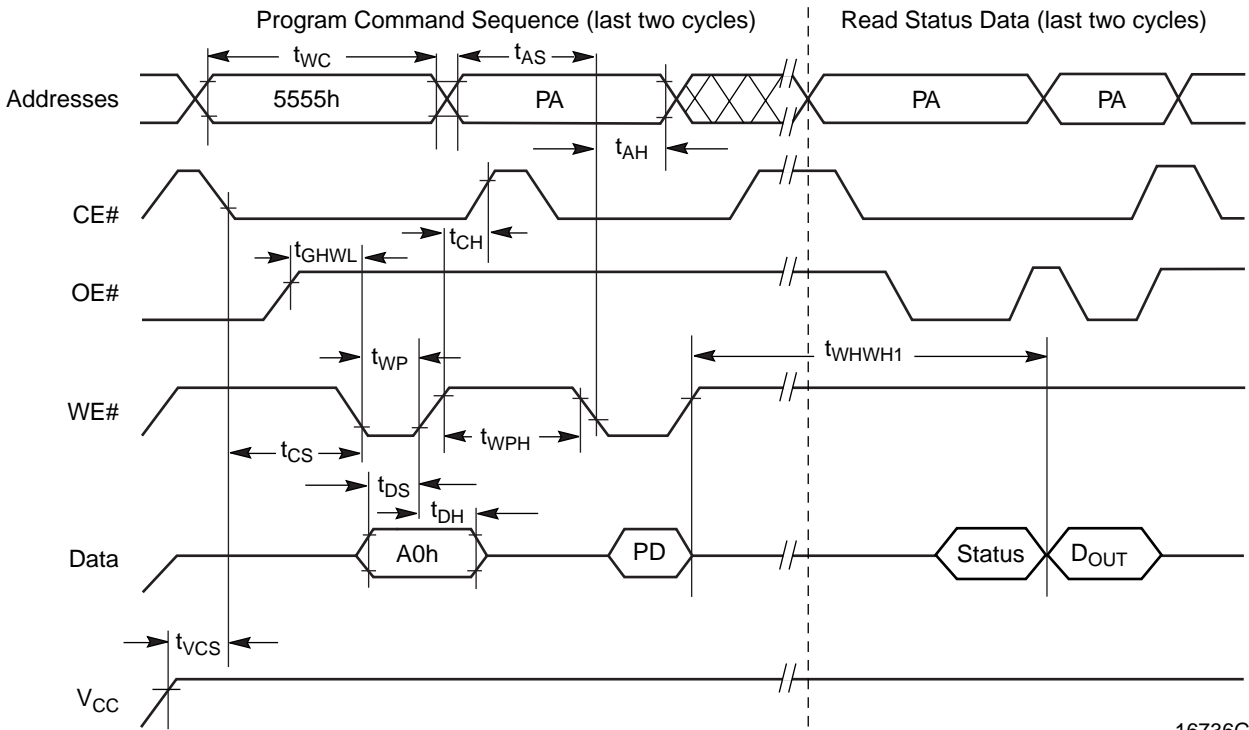 Program Command Sequence (last two cycles)
Read Status Data (last two cycles)
tWC
tAS
Addresses
5555h
PA
PA
PA
tAH
CE#
tCH
tGHWL
OE#
tWP
tWHWH1
WE#
tCS
tWPH
tDS
tDH
Data
A0h
PD
Status
DOUT
tVCS
VCC